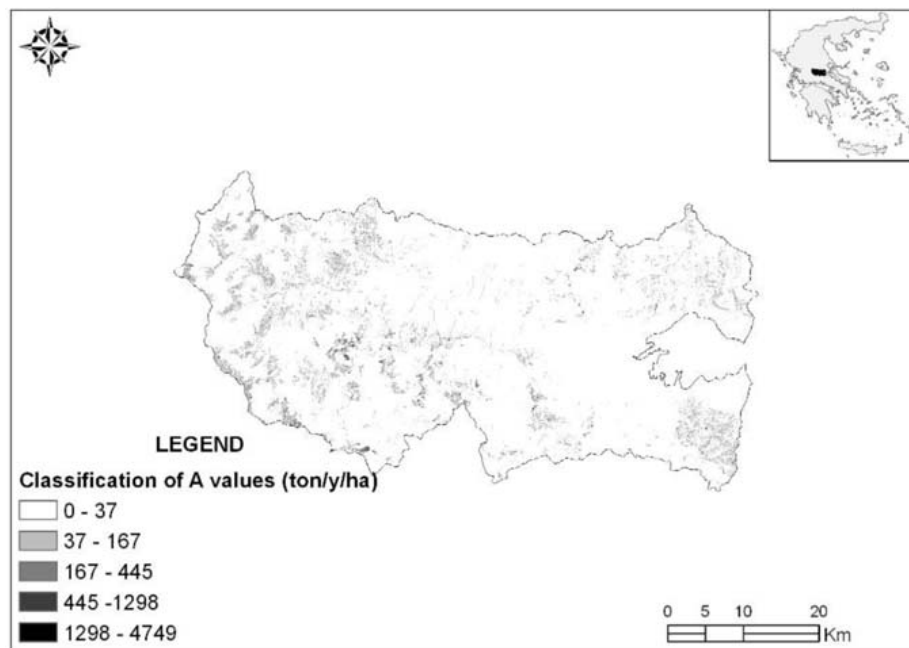 LEGEND
Classification of A values (ton/y/ha)
0 - 37
37 - 167
167 - 445
445 -1298
1298 - 4749
0 5 10 20
Km